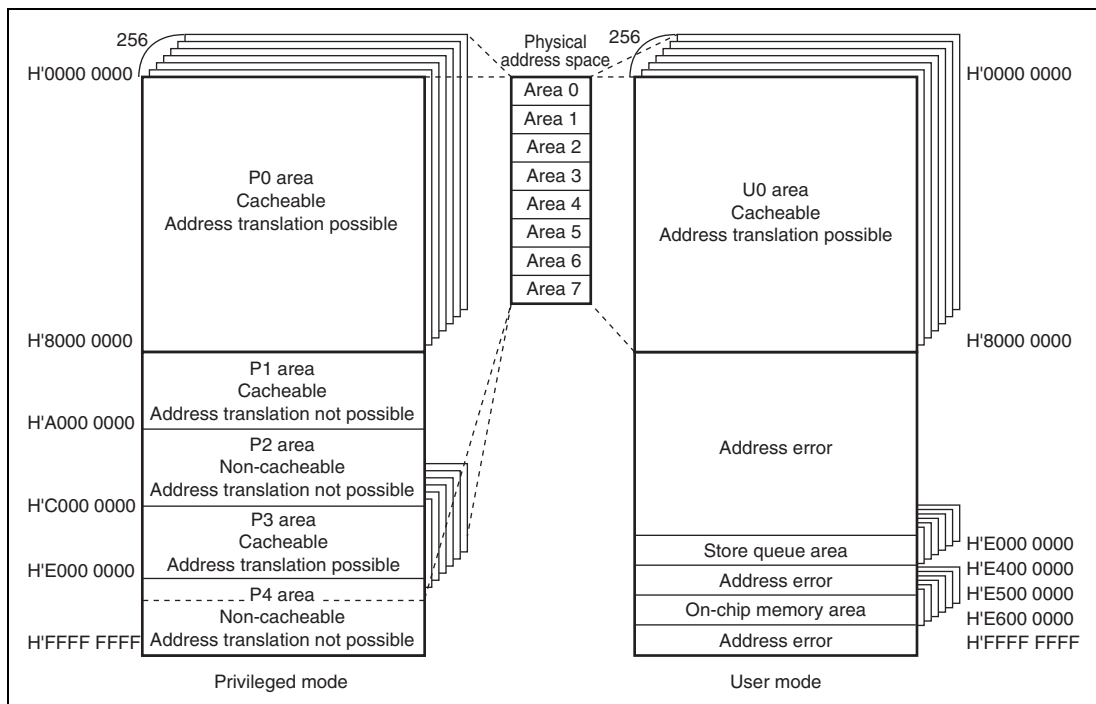 256
H'0000 0000
P0 area
Cacheable
Address translation possible
H'8000 0000
P1 area
Cacheable
Address translation not possible
H'A000 0000
P2 area
Non-cacheable
Address translation not possible
H'C000 0000
P3 area
Cacheable
Address translation possible
H'E000 0000
P4 area
Non-cacheable
Address translation not possible
H'FFFF FFFF
Privileged mode
Physical
address space
Area 0
Area 1
Area 2
Area 3
Area 4
Area 5
Area 6
Area 7
256
H'0000 0000
U0 area
Cacheable
Address translation possible
H'8000 0000
Address error
Store queue area
H'E000 0000
Address error
H'E400 0000
On-chip memory area
H'E500 0000
Address error
H'E600 0000
H'FFFF FFFF
User mode